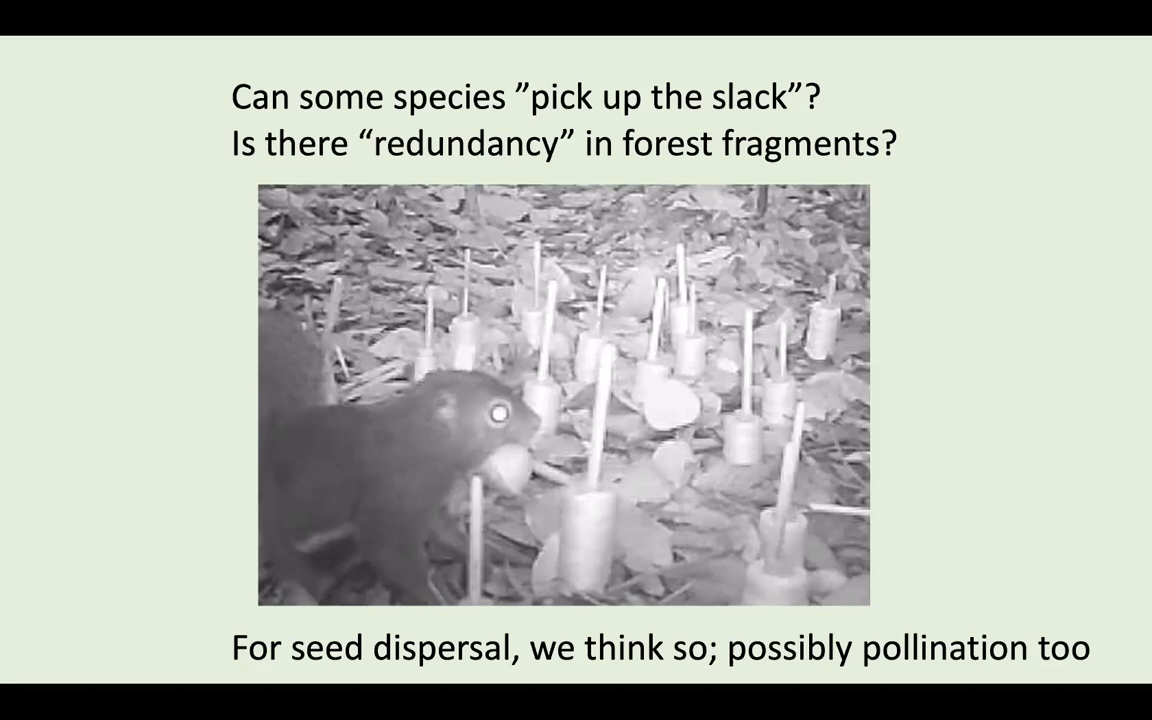 Can some species ”pick up the slack”?
Is there “redundancy” in forest fragments?
For seed dispersal, we think so; possibly pollination too